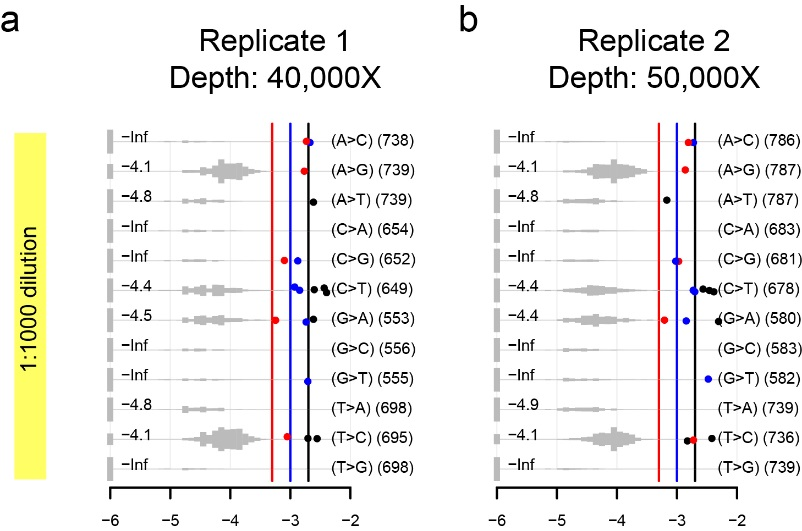 a
Replicate 1
Depth: 40,000X
1:1000 dilution
−Inf (A>C) (738)
−4.1 (A>G) (739)
−4.8 (A>T) (739)
−Inf (C>A) (654)
−Inf (C>G) (652)
−4.4 (C>T) (649)
−4.5 (G>A) (553)
−Inf (G>C) (556)
−Inf (G>T) (555)
−4.8 (T>A) (698)
−4.1 (T>C) (695)
−Inf (T>G) (698)
−6 −5 −4 −3 −2
b
Replicate 2
Depth: 50,000X
−Inf (A>C) (786)
−4.1 (A>G) (787)
−4.8 (A>T) (787)
−Inf (C>A) (683)
−Inf (C>G) (681)
−4.4 (C>T) (678)
−4.4 (G>A) (580)
−Inf (G>C) (583)
−Inf (G>T) (582)
−4.9 (T>A) (739)
−4.1 (T>C) (736)
−Inf (T>G) (739)
−6 −5 −4 −3 −2